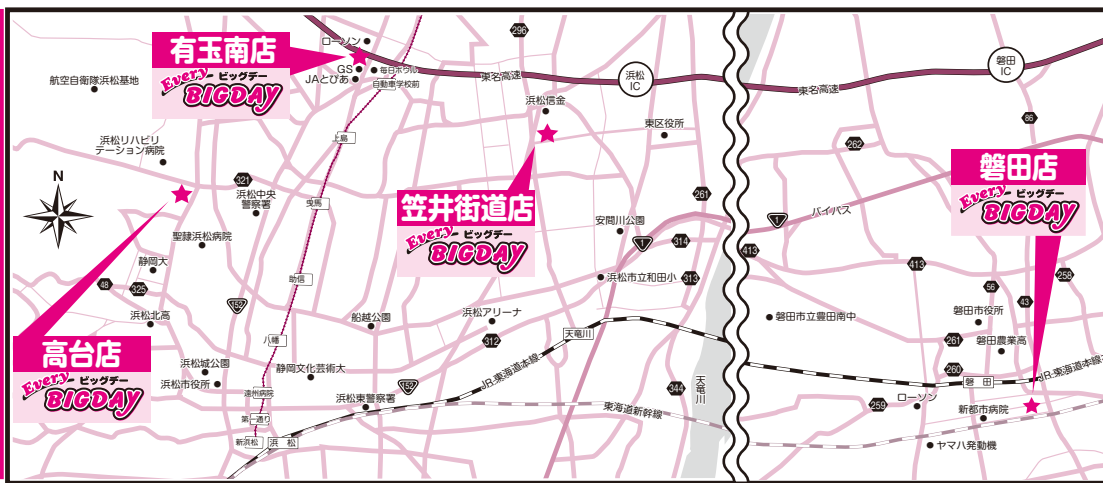 有玉南店
Every ビッグデー
BIGDAY
ローソン
GS
JAとぴあ
毎日ボウル
自動車学校前
航空自衛隊浜松基地
浜松リハビリ
テーション病院
N
321
浜松中央
警察署
聖隷浜松病院
静岡大
48
325
浜松北高
152
高台店
Every ビッグデー
BIGDAY
浜松城公園
浜松市役所
上島
曳馬
助信
八幡
遠州病院
第一通り
新浜松
浜松
静岡文化芸術大
船越公園
浜松東警察署
152
浜松アリーナ
312
296
東名高速
浜松
IC
浜松信金
東区役所
笠井街道店
Every ビッグデー
BIGDAY
261
安間川公園
1
314
浜松市立和田小
313
天竜川
JR・東海道本線
東海道新幹線
344
天竜川
東名高速
磐田
IC
86
262
磐田店
Every ビッグデー
BIGDAY
1
バイパス
413
413
56
43
258
磐田市役所
磐田市立豊田南中
261
磐田農業高
260
磐田
JR・東海道本線
259
ローソン
新都市病院
ヤマハ発動機